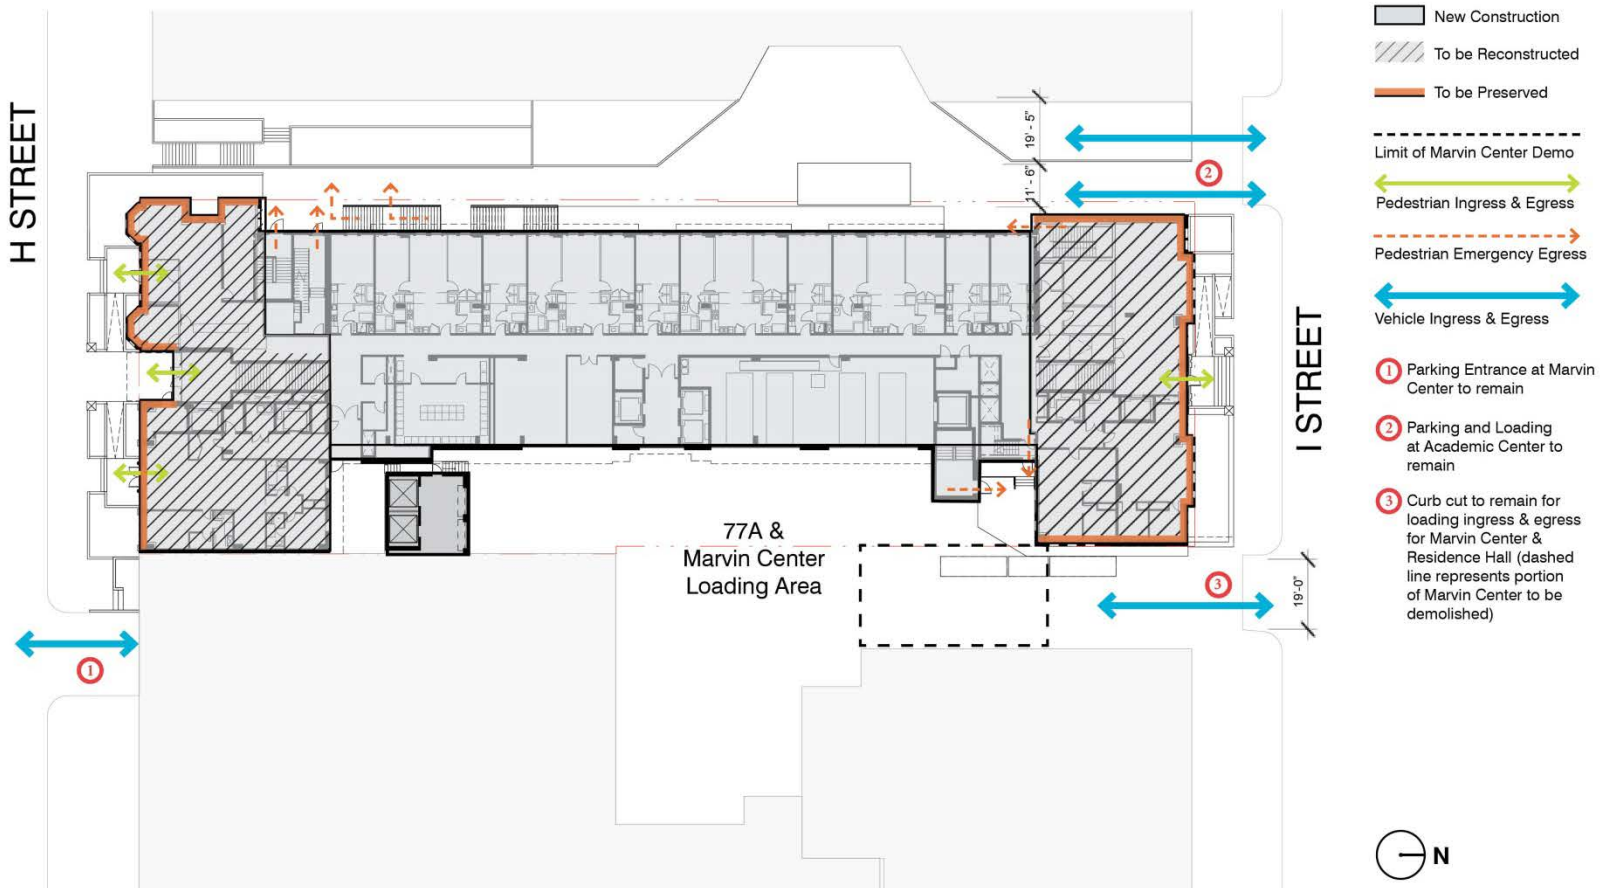 H STREET
I STREET
19' - 5"
11' - 6"
2
77A &
Marvin Center
Loading Area
3
19'-0"
1
New Construction
To be Reconstructed
To be Preserved
Limit of Marvin Center Demo
Pedestrian Ingress & Egress
Pedestrian Emergency Egress
Vehicle Ingress & Egress
1 Parking Entrance at Marvin
Center to remain
2 Parking and Loading
at Academic Center to
remain
3 Curb cut to remain for
loading ingress & egress
for Marvin Center &
Residence Hall (dashed
line represents portion
of Marvin Center to be
demolished)
N